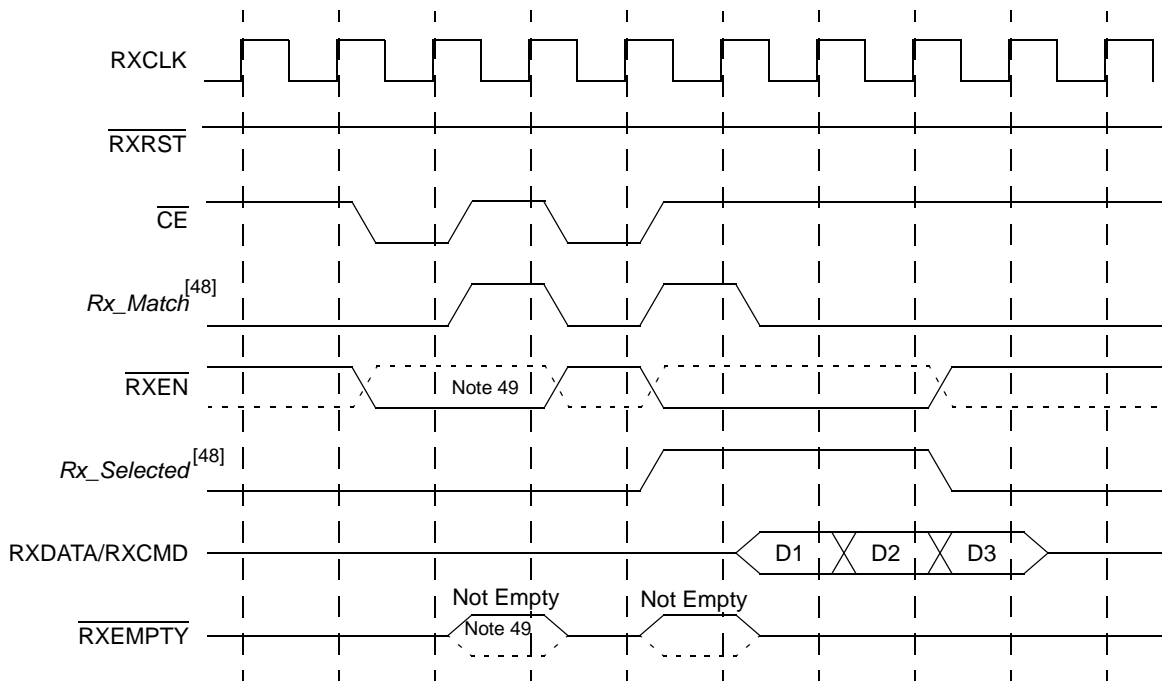 RXCLK
RXRST
CE
Rx_Match[48]
RXEN
Note 49
Rx_Selected[48]
RXDATA/RXCMD
D1 D2 D3
Not Empty Not Empty
RXEMPTY
Note 49